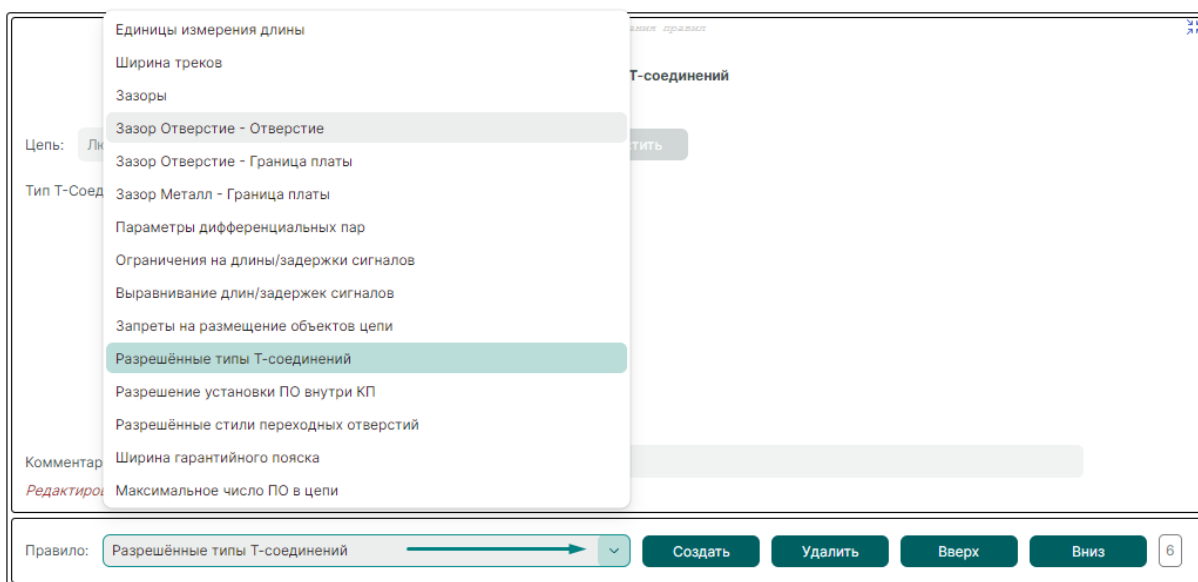 Единицы измерения длины
правил
Ширина треков
Т-соединений
Зазоры
Зазор Отверстие - Отверстие
Цепь:
Зазор Отверстие - Граница платы
Тип Т-Соед
Зазор Металл - Граница платы
Параметры дифференциальных пар
Ограничения на длины/задержки сигналов
Выравнивание длин/задержек сигналов
Запреты на размещение объектов цепи
Разрешённые типы Т-соединений
Разрешение установки ПО внутри КП
Разрешённые стили переходных отверстий
Ширина гарантийного пояска
Комментар
Максимальное число ПО в цепи
Редактиро
Правило: Разрешённые типы Т-соединений Создать Удалить Вверх Вниз 6